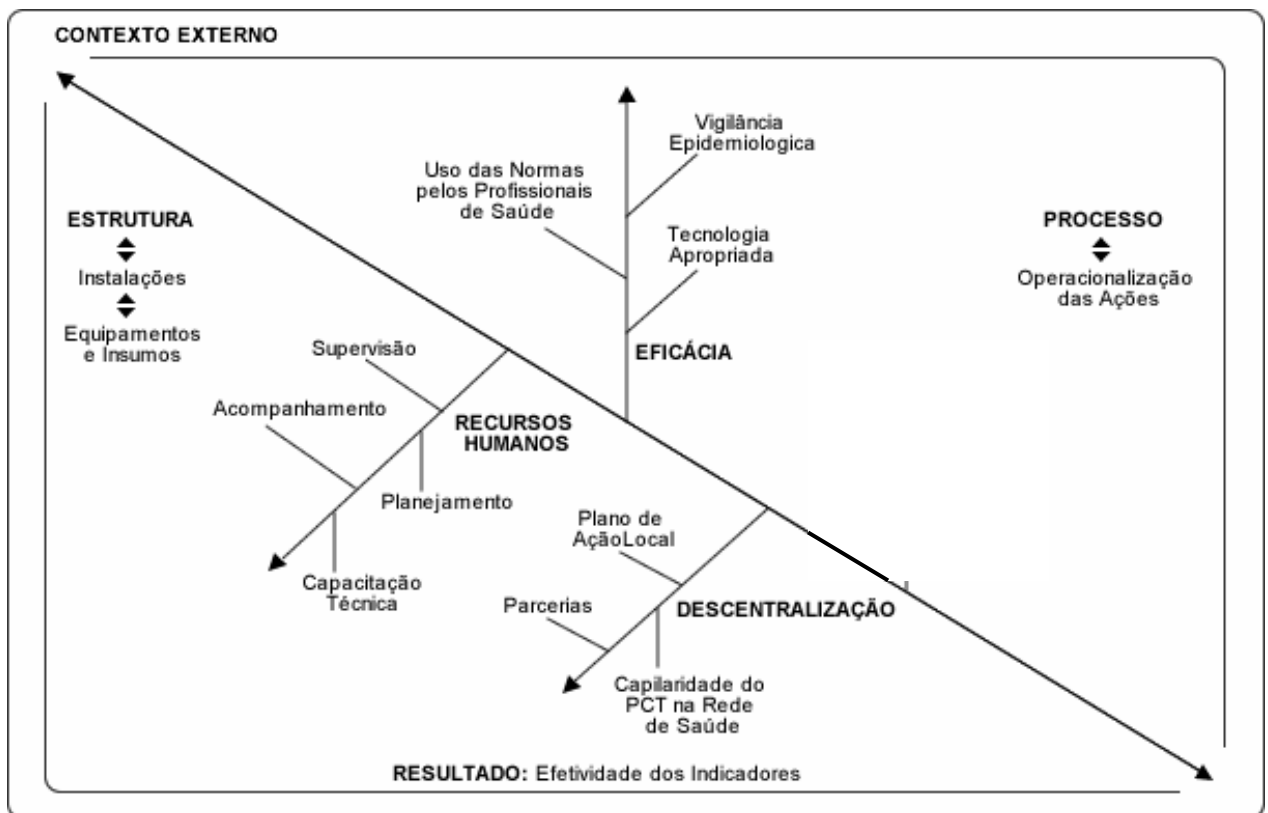 CONTEXTO EXTERNO
Vigilância
Epidemiologica
Uso das Normas
pelos Profissionais
de Saúde
ESTRUTURA
Instalações
Equipamentos
e Insumos
Tecnologia
Apropriada
PROCESSO
Operacionalização
das Ações
EFICÁCIA
Supervisão
Acompanhamento
RECURSOS
HUMANOS
Planejamento
Capacitação
Técnica
Plano de
AçãoLocal
Parcerias
DESCENTRALIZAÇÃO
Capilaridade do
PCT na Rede
de Saúde
RESULTADO: Efetividade dos Indicadores